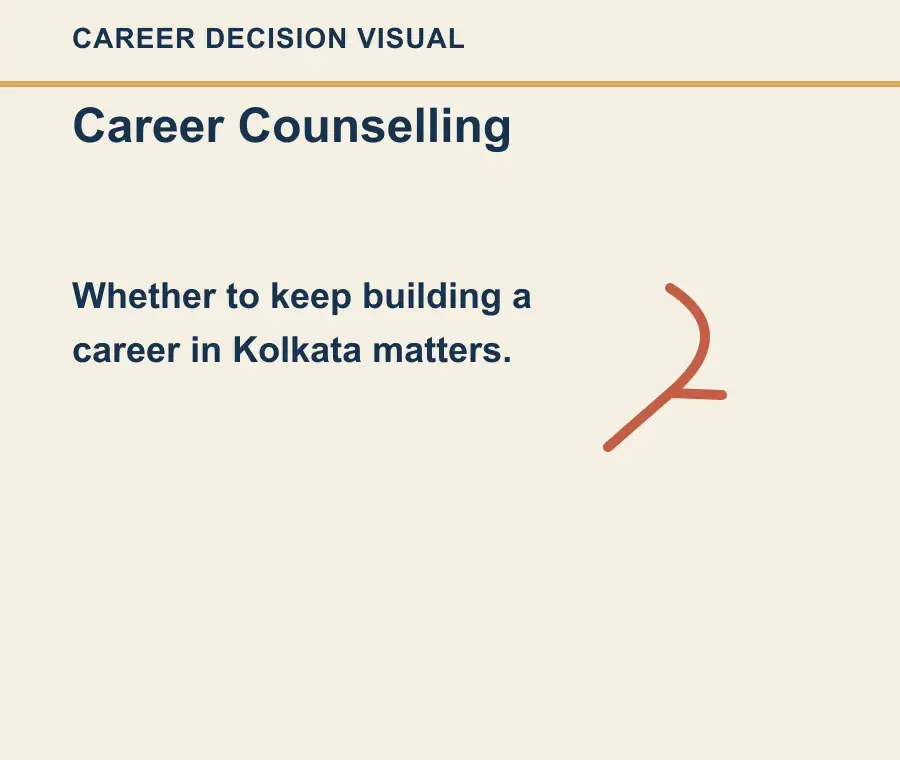 CAREER DECISION VISUAL
Career Counselling
Whether to keep building a
career in Kolkata matters.